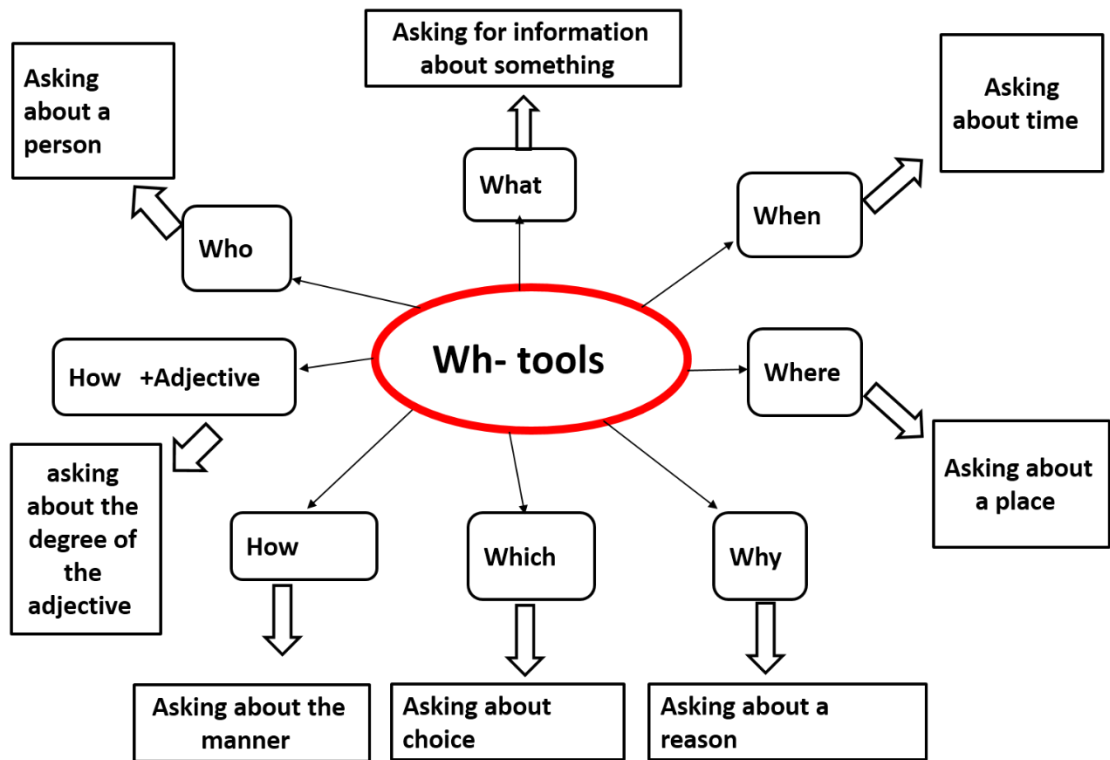 Asking for information
about something
Asking
about a
person
Asking
about time
What
When
Who
Wh- tools
How +Adjective
Where
asking
about the
degree of
the
adjective
Asking about
a place
How
Which
Why
Asking about the
manner
Asking about
choice
Asking about a
reason